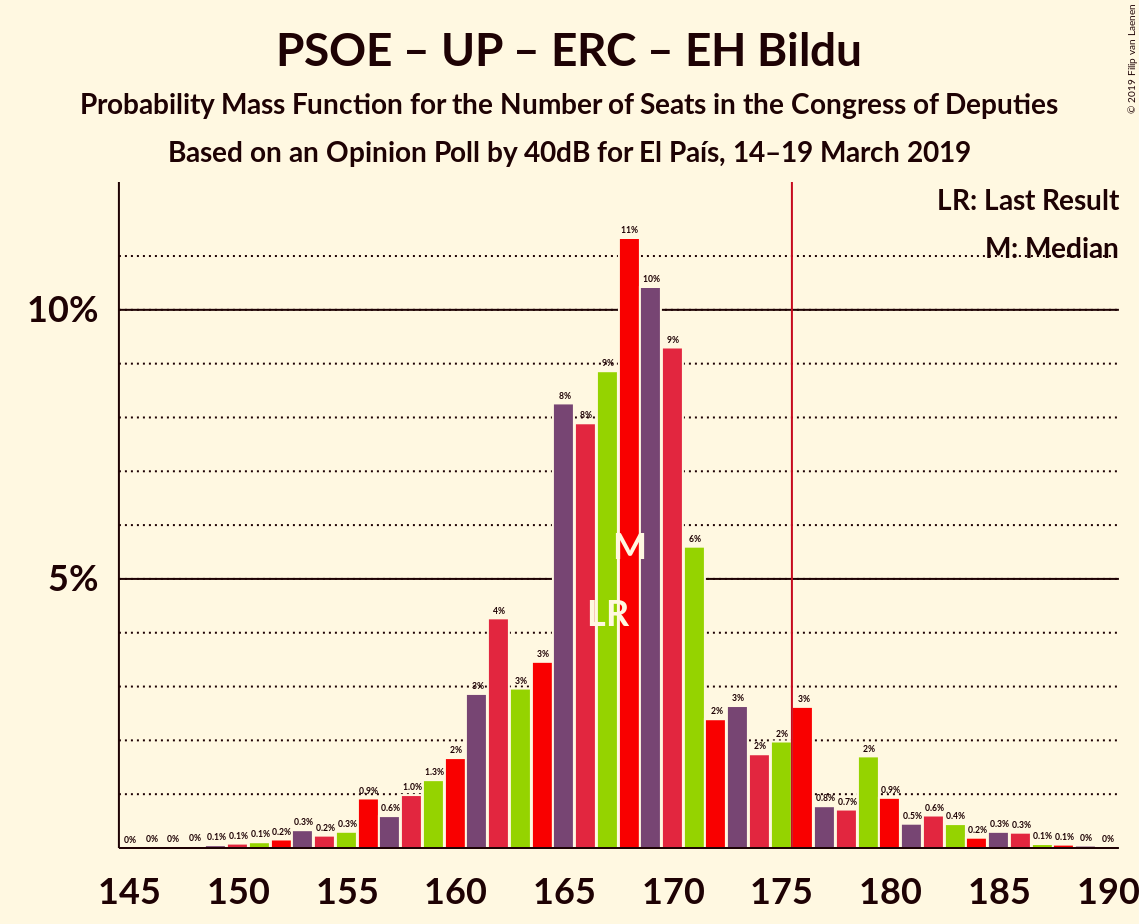 PSOE – UP – ERC – EH Bildu
Probability Mass Function for the Number of Seats in the Congress of Deputies
Based on an Opinion Poll by 40dB for El País, 14–19 March 2019
© 2019 Filip van Laenen
LR: Last Result
M: Median
10%
5%
0% 0% 0% 0% 0.1% 0.1% 0.1% 0.2% 0.3% 0.2% 0.3% 0.9% 0.6% 1.0% 1.3% 2% 3% 4% 3% 3% 8% 8% 9% 11% 10% 9% 6% 2% 3% 2% 2% 3% 0.8% 0.7% 2% 0.9% 0.5% 0.6% 0.4% 0.2% 0.3% 0.3% 0.1% 0.1% 0% 0%
M
LR
145 150 155 160 165 170 175 180 185 190